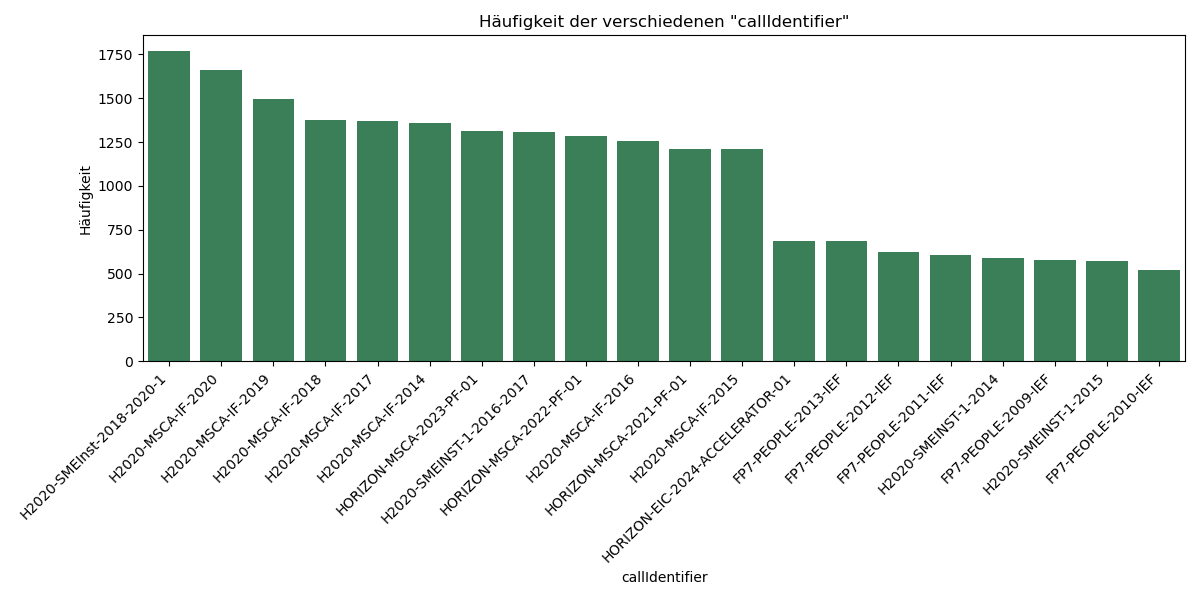 Häufigkeit der verschiedenen "callIdentifier"
Häufigkeit
1750
1500
1250
1000
750
500
250
0
H2020-SMEInst-2018-2020-1
H2020-MSCA-IF-2020
H2020-MSCA-IF-2019
H2020-MSCA-IF-2018
H2020-MSCA-IF-2017
H2020-MSCA-IF-2014
HORIZON-MSCA-2023-PF-01
H2020-SMEINST-1-2016-2017
HORIZON-MSCA-2022-PF-01
H2020-MSCA-IF-2016
HORIZON-MSCA-2021-PF-01
H2020-MSCA-IF-2015
HORIZON-EIC-2024-ACCELERATOR-01
FP7-PEOPLE-2013-IEF
FP7-PEOPLE-2012-IEF
FP7-PEOPLE-2011-IEF
H2020-SMEINST-1-2014
FP7-PEOPLE-2009-IEF
H2020-SMEINST-1-2015
FP7-PEOPLE-2010-IEF
callIdentifier